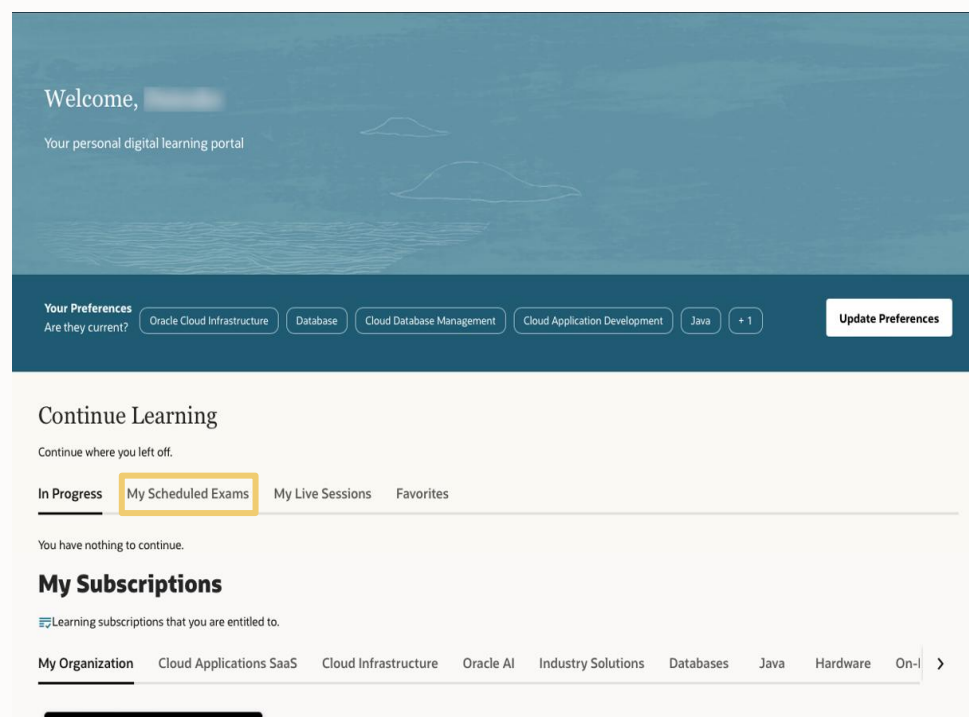 Welcome,
Your personal digital learning portal
Your Preferences
Are they current?
Oracle Cloud Infrastructure Database Cloud Database Management Cloud Application Development Java + 1
Update Preferences
Continue Learning
Continue where you left off.
In Progress My Scheduled Exams My Live Sessions Favorites
You have nothing to continue.
My Subscriptions
Learning subscriptions that you are entitled to.
My Organization Cloud Applications SaaS Cloud Infrastructure Oracle AI Industry Solutions Databases Java Hardware